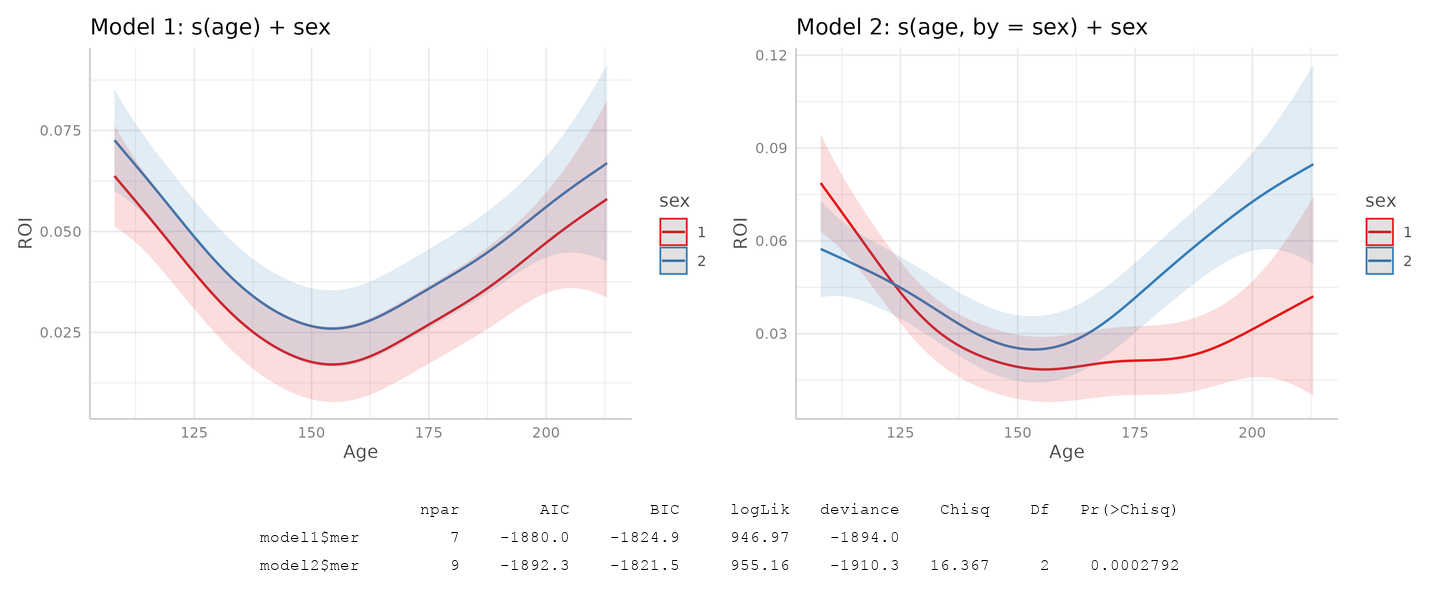 Model 1: s(age) + sex
0.075
0.050
0.025
ROI
125 150 175 200
Age
sex
1
2
Model 2: s(age, by = sex) + sex
0.12
0.09
0.06
0.03
ROI
125 150 175 200
Age
sex
1
2
npar AIC BIC logLik deviance Chisq Df Pr(>Chisq)
model1$mer 7 -1880.0 -1824.9 946.97 -1894.0
model2$mer 9 -1892.3 -1821.5 955.16 -1910.3 16.367 2 0.0002792